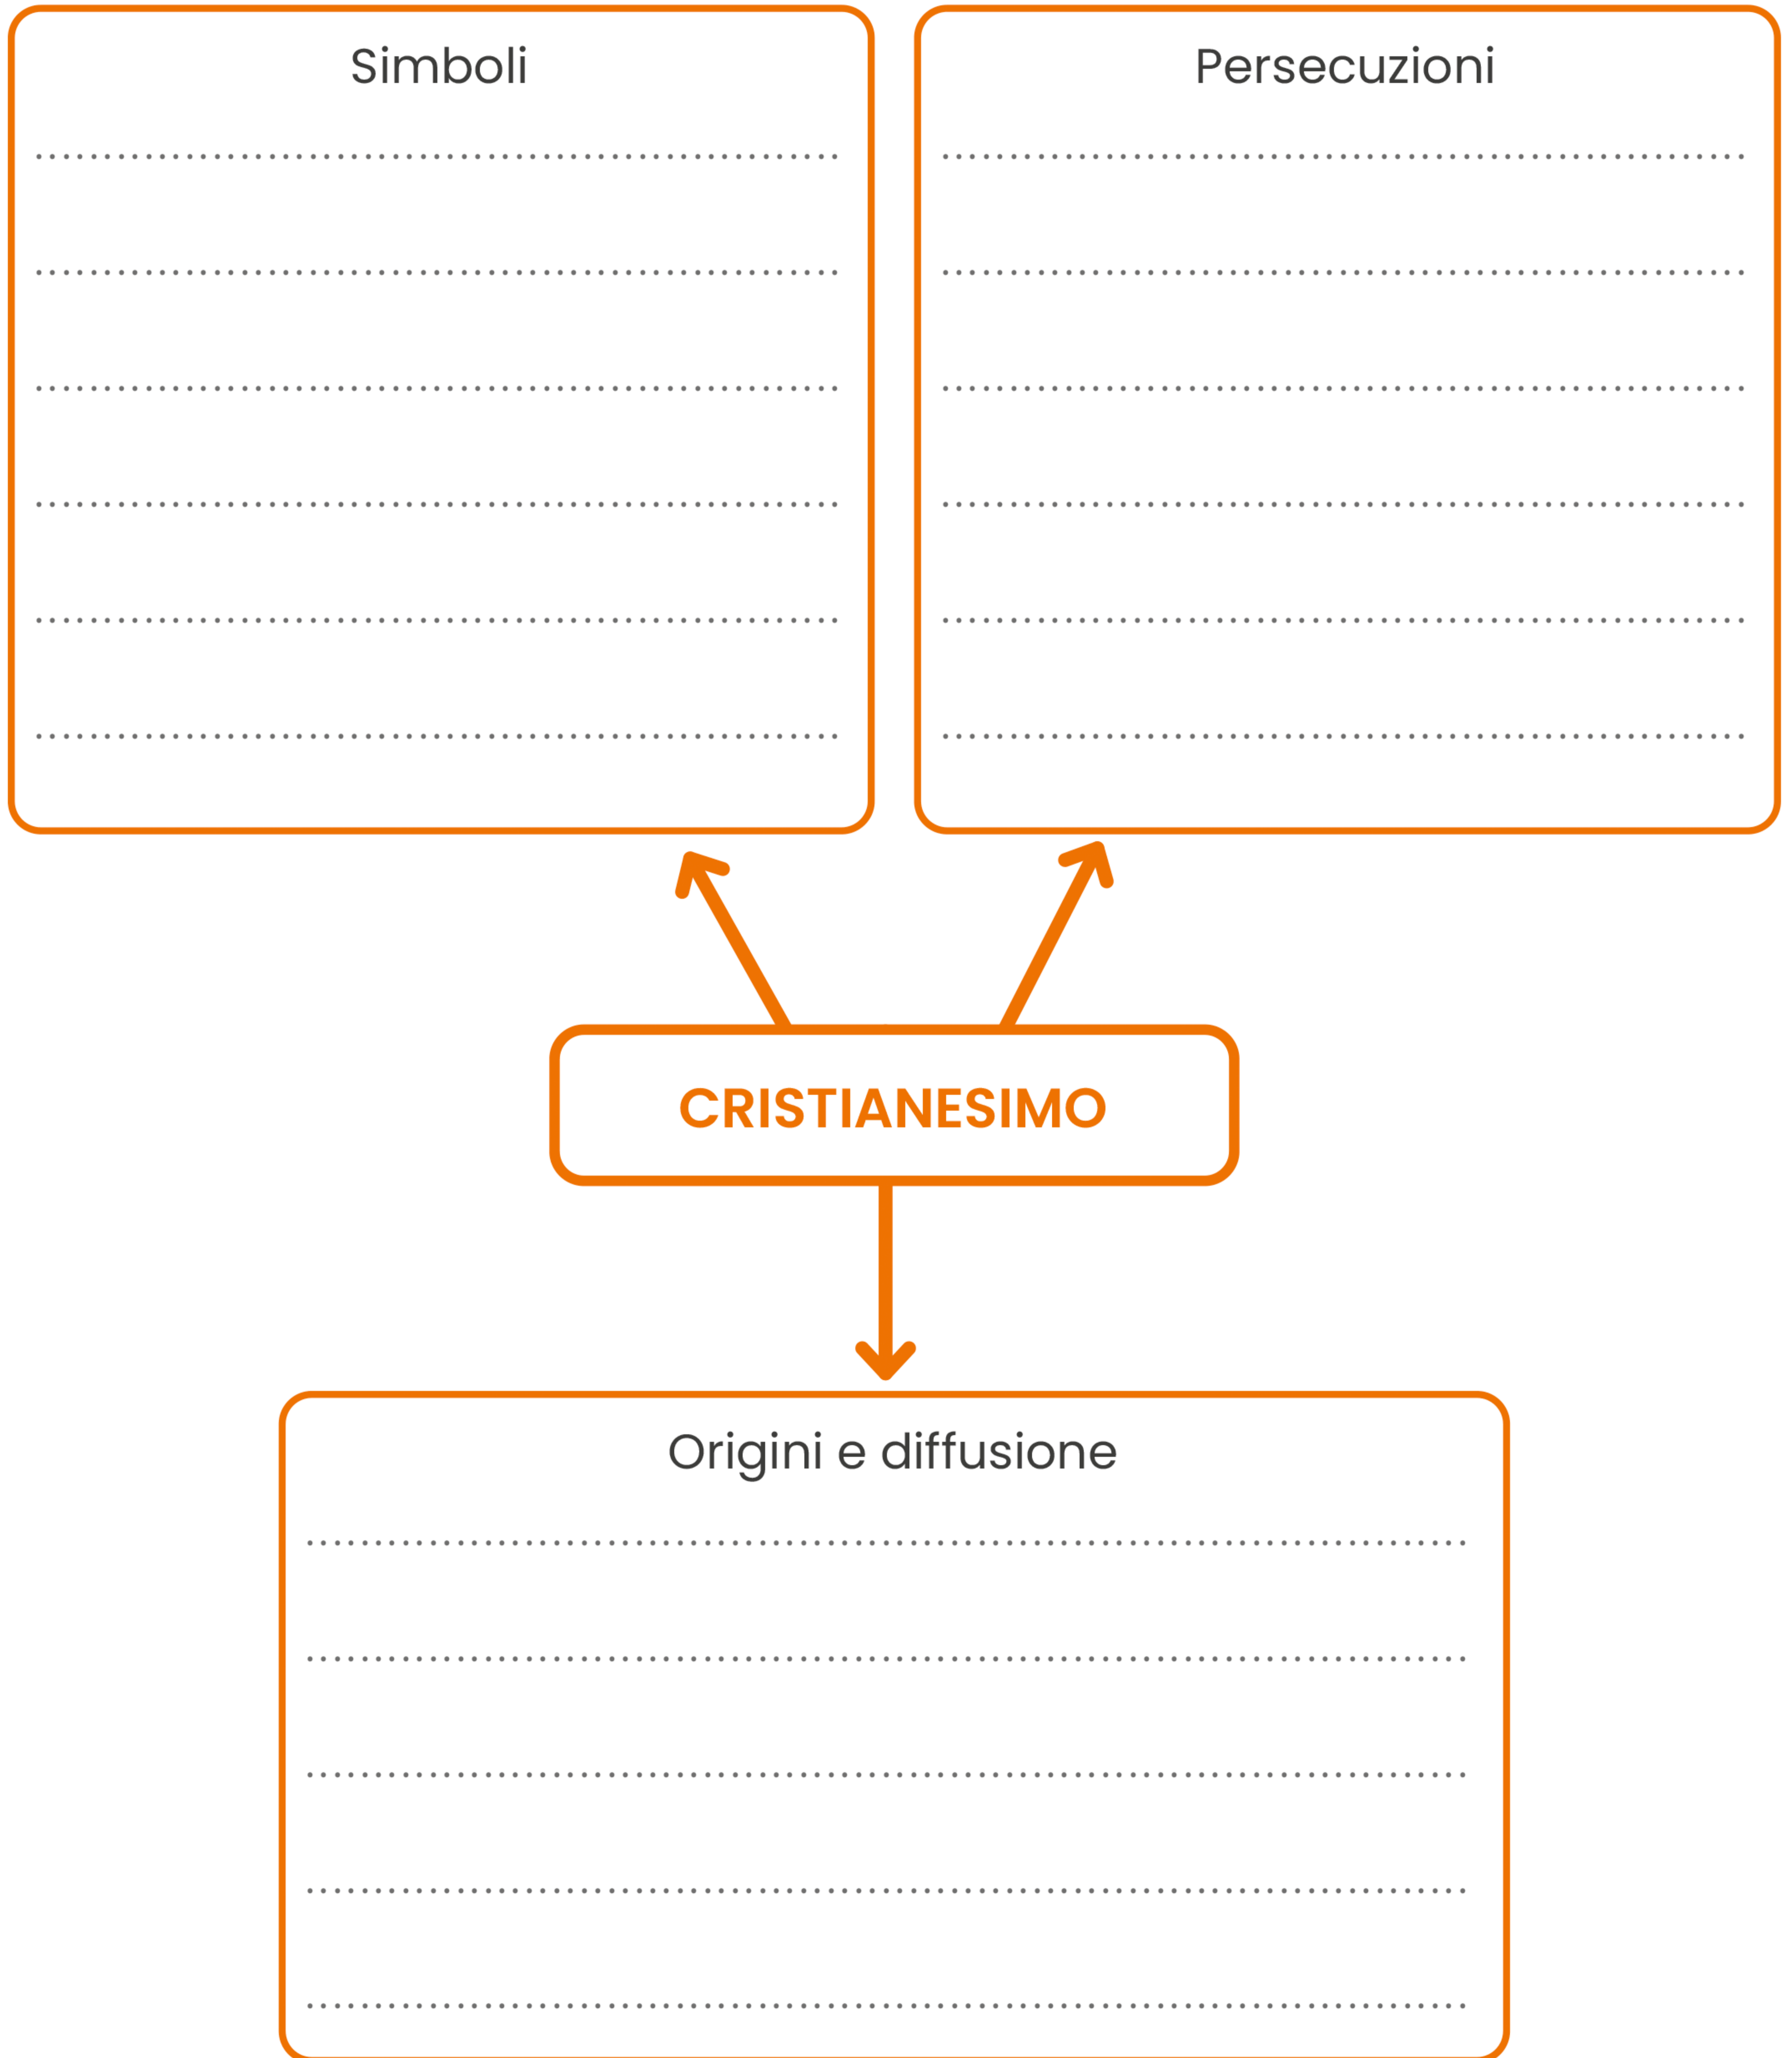 Simboli
Persecuzioni
CRISTIANESIMO
Origini e diffusione